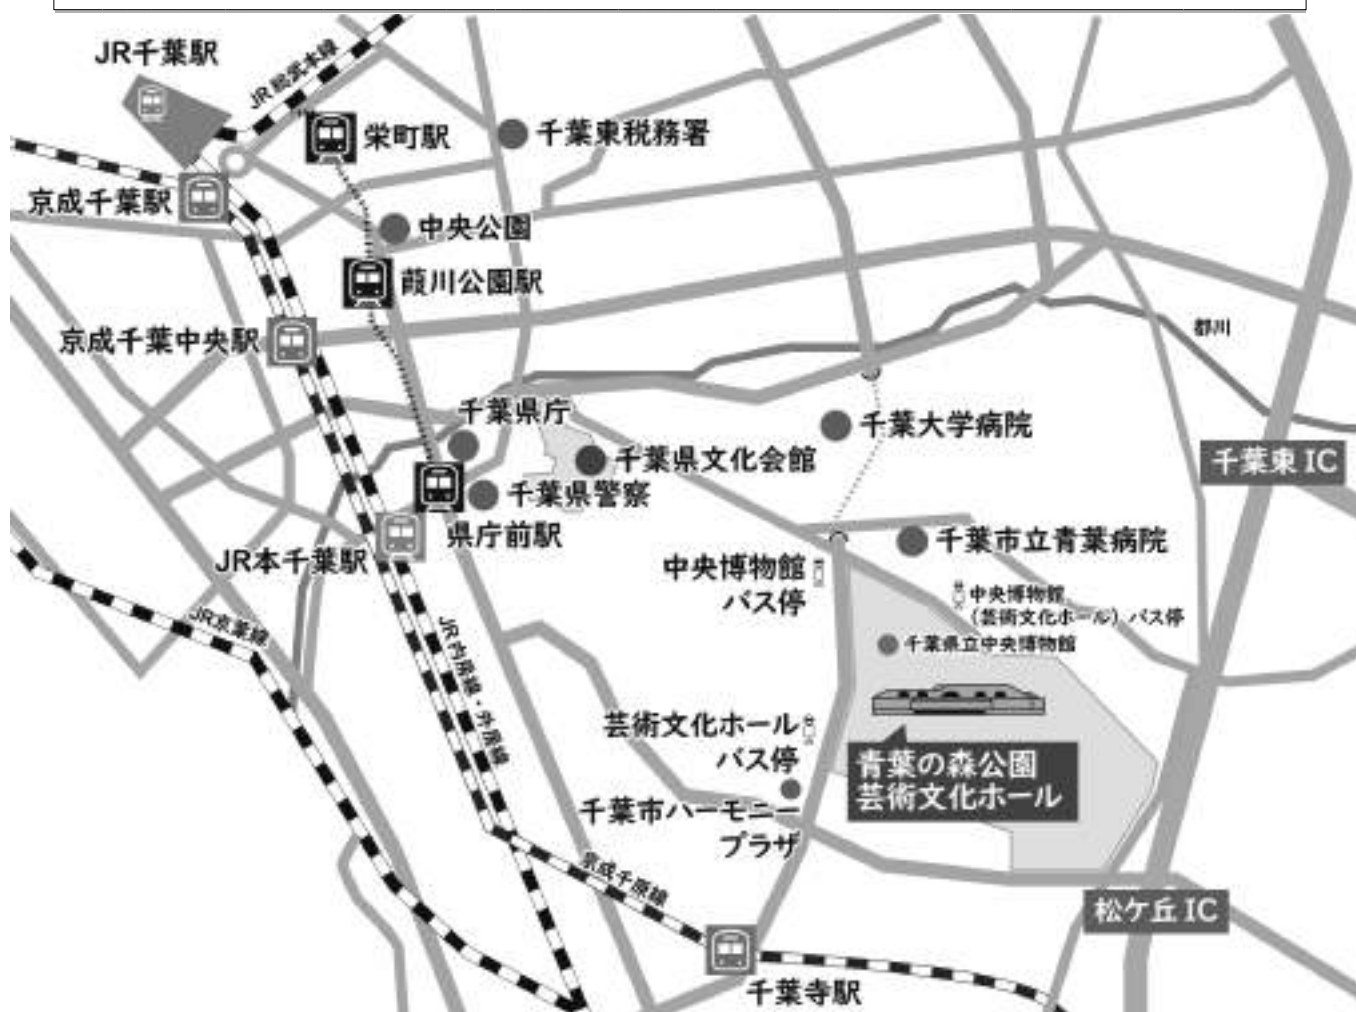 JR千葉駅
JR総武本線
栄町駅
千葉東税務署
京成千葉駅
中央公園
葭川公園駅
京成千葉中央駅
都川
千葉県庁
千葉大学病院
千葉県文化会館
千葉東 IC
千葉県警察
県庁前駅
JR本千葉駅
千葉市立青葉病院
中央博物館
バス停
中央博物館
(芸術文化ホール) バス停
JR京葉線
JR内房線・外房線
千葉県立中央博物館
芸術文化ホール
バス停
青葉の森公園
芸術文化ホール
千葉市ハーモニー
プラザ
京成千原線
松ケ丘 IC
千葉寺駅